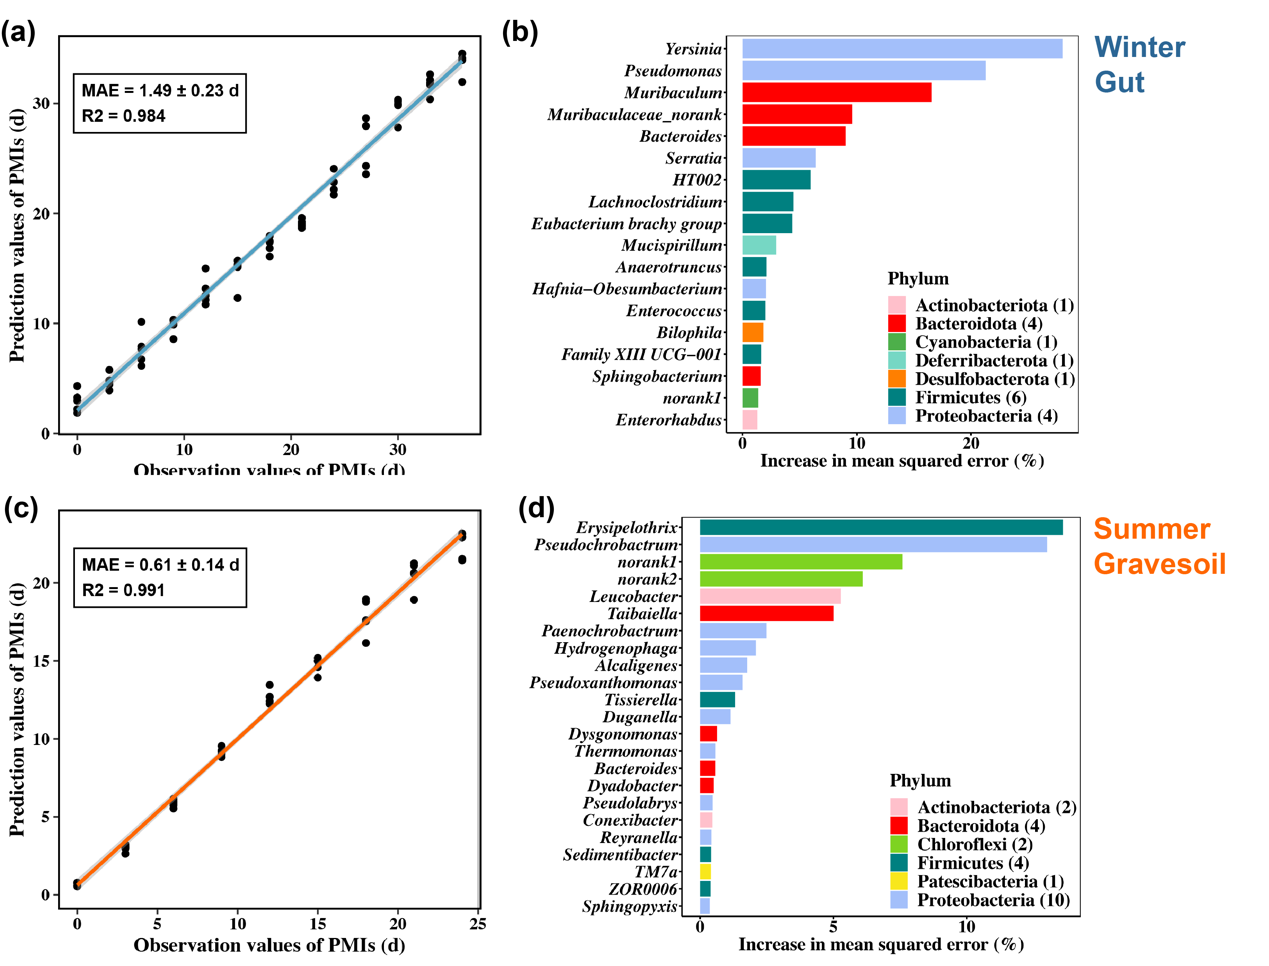 (a)
MAE = 1.49 ± 0.23 d
R2 = 0.984
Prediction values of PMIs (d)
30
20
10
0
0 10 20 30
Observation values of PMIs (d)
(b)
Winter
Gut
Yersinia
Pseudomonas
Muribaculum
Muribaculaceae_norank
Bacteroides
Serratia
HT002
Lachnoclostridium
Eubacterium brachy group
Mucispirillum
Anaerotruncus
Hafnia−Obesumbacterium
Enterococcus
Bilophila
Family XIII UCG−001
Sphingobacterium
norank1
Enterorhabdus
Phylum
Actinobacteriota (1)
Bacteroidota (4)
Cyanobacteria (1)
Deferribacterota (1)
Desulfobacterota (1)
Firmicutes (6)
Proteobacteria (4)
0 10 20
Increase in mean squared error (%)
(c)
MAE = 0.61 ± 0.14 d
R2 = 0.991
Prediction values of PMIs (d)
20
15
10
5
0
0 5 10 15 20 25
Observation values of PMIs (d)
(d)
Summer
Gravesoil
Erysipelothrix
Pseudochrobactrum
norank1
norank2
Leucobacter
Taibaiella
Paenochrobactrum
Hydrogenophaga
Alcaligenes
Pseudoxanthomonas
Tissierella
Duganella
Dysgonomonas
Thermomonas
Bacteroides
Dyadobacter
Pseudolabrys
Conexibacter
Reyranella
Sedimentibacter
TM7a
ZOR0006
Sphingopyxis
Phylum
Actinobacteriota (2)
Bacteroidota (4)
Chloroflexi (2)
Firmicutes (4)
Patescibacteria (1)
Proteobacteria (10)
0 5 10
Increase in mean squared error (%)